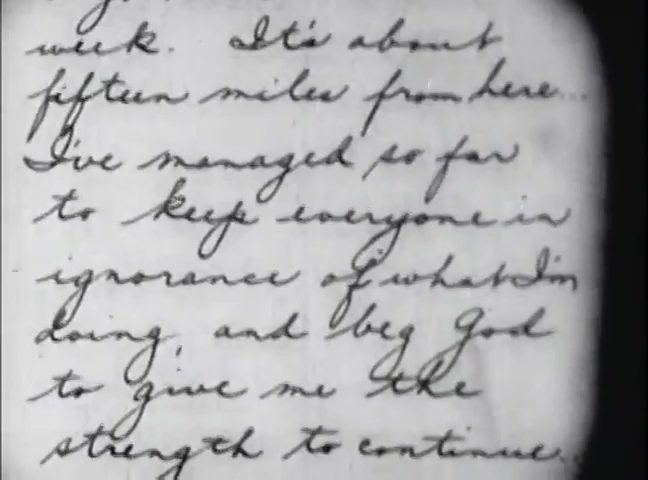 week. It's about
fifteen miles from here...
I've managed so far
to keep everyone in
ignorance of what I'm
doing, and beg God
to give me the
strength to continue..